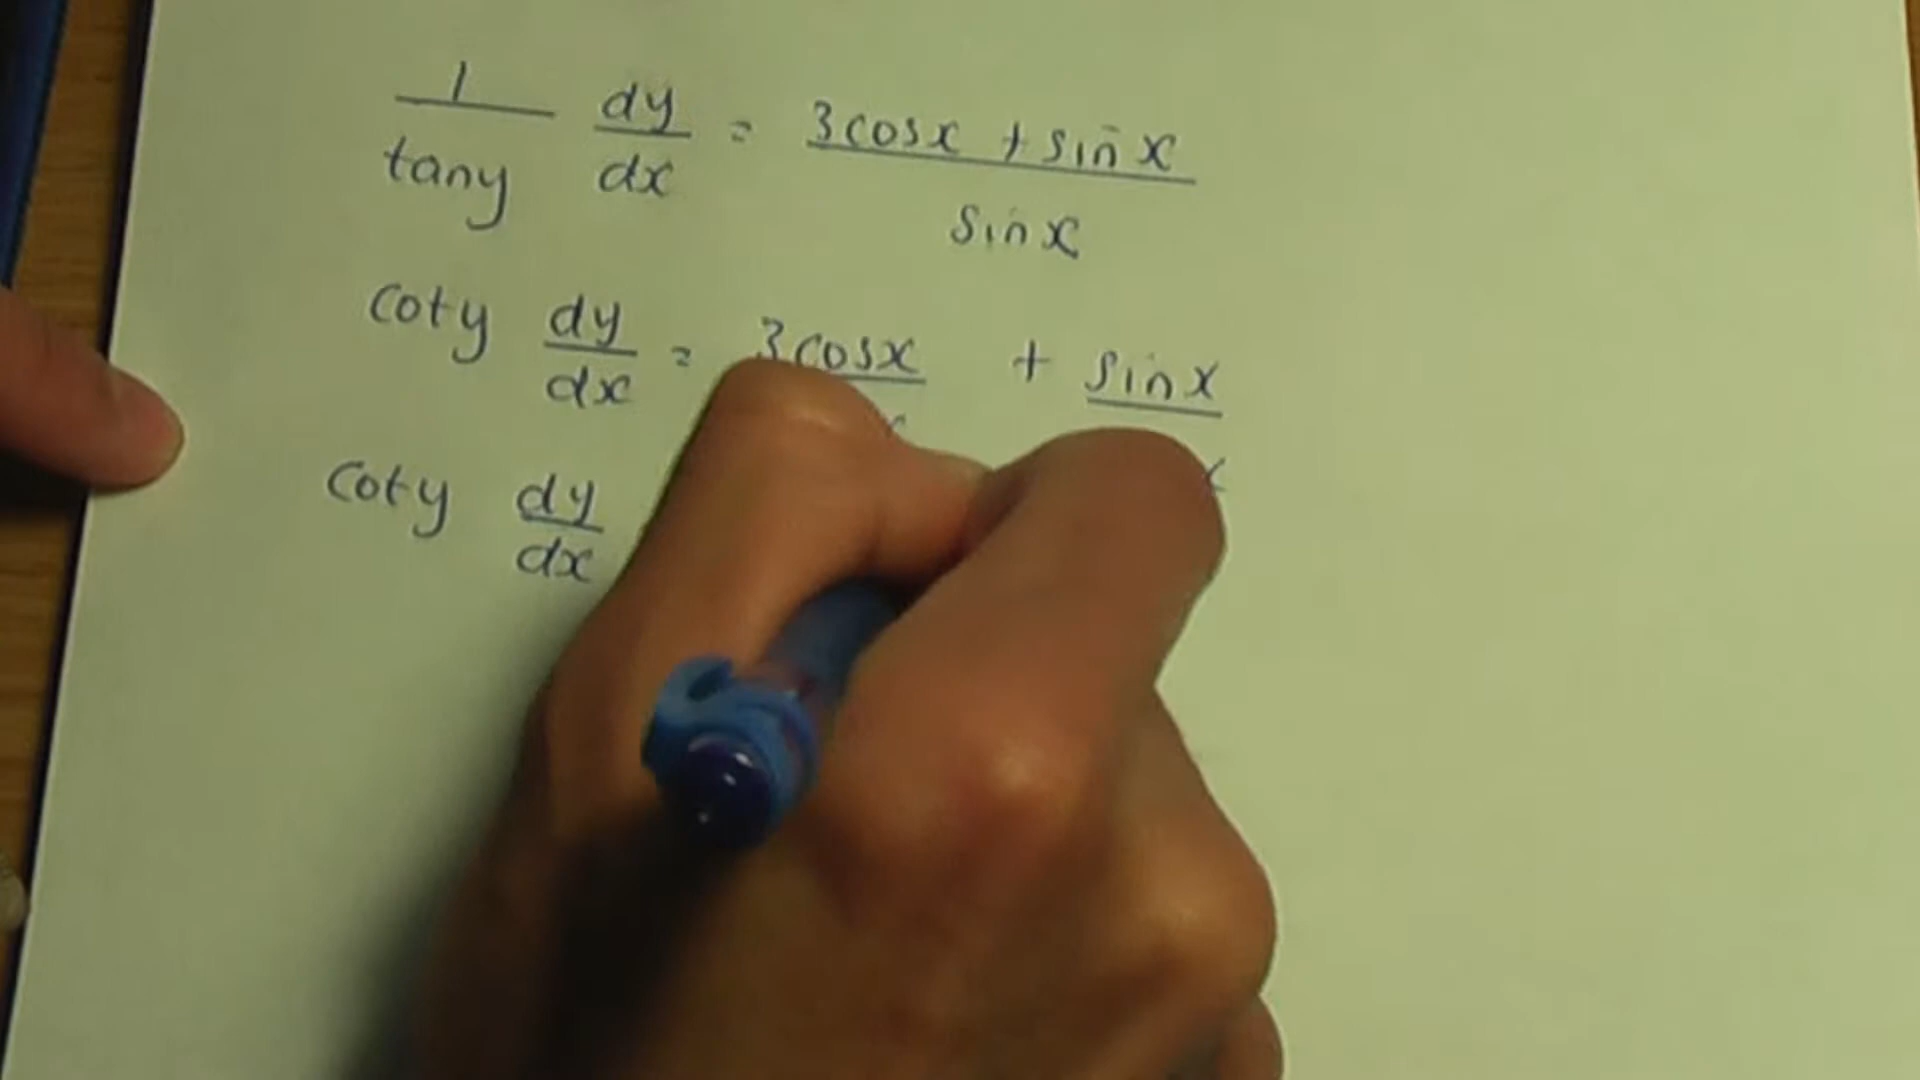 1/tany dy/dx = 3cosx + sinx / sinx
coty dy/dx = 3cosx + sinx
coty dy/dx